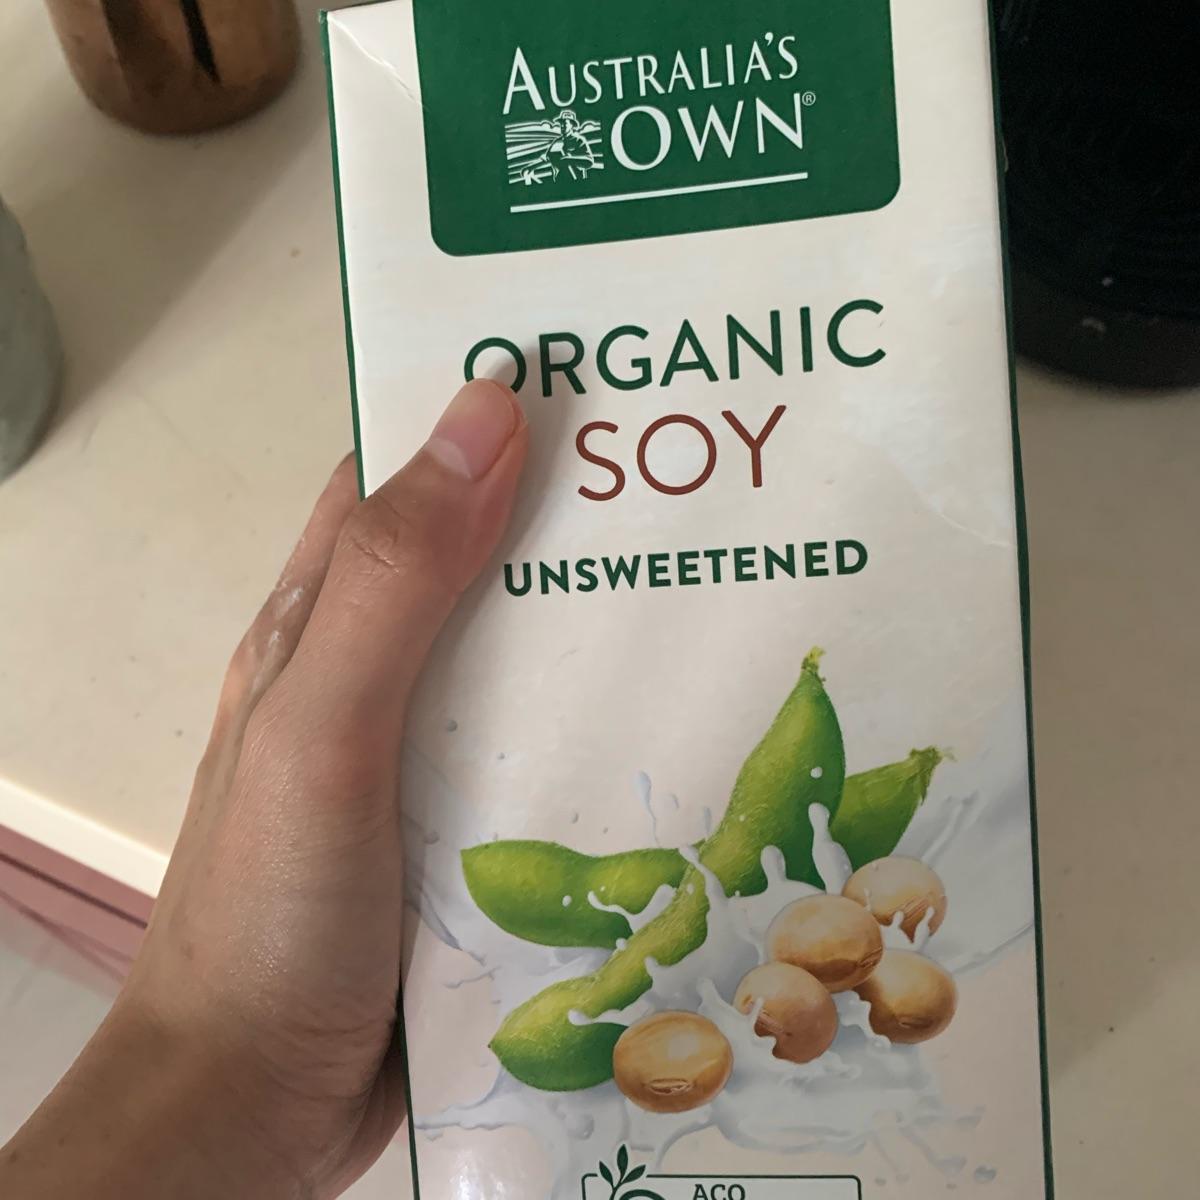 AUSTRALIA'S
OWN®
ORGANIC
SOY
UNSWEETENED
ACO